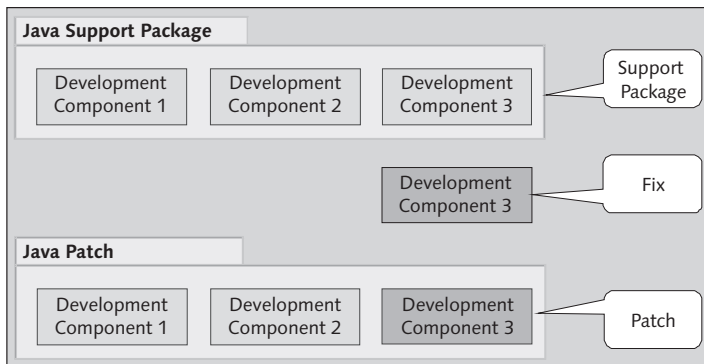 Java Support Package
Development
Component 1
Development
Component 2
Development
Component 3
Support
Package
Development
Component 3
Fix
Java Patch
Development
Component 1
Development
Component 2
Development
Component 3
Patch